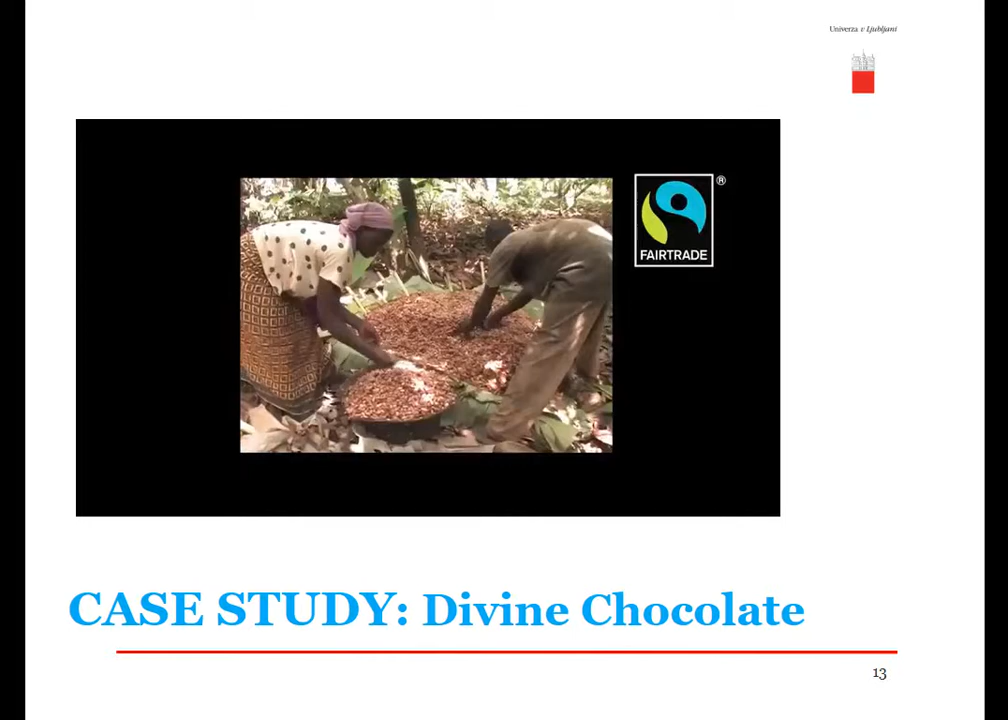 Univerza v Ljubljani
®
FAIRTRADE
CASE STUDY: Divine Chocolate
13